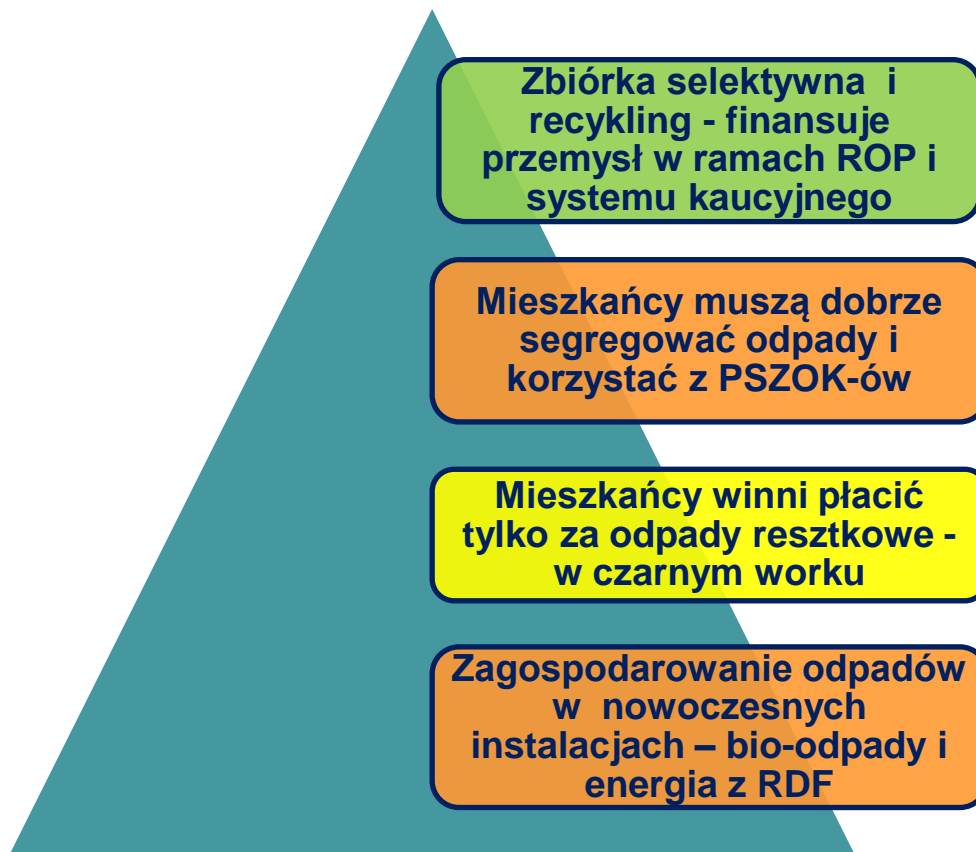 Zbiórka selektywna i
recykling - finansuje
przemysł w ramach ROP i
systemu kaucyjnego
Mieszkańcy muszą dobrze
segregować odpady i
korzystać z PSZOK-ów
Mieszkańcy winni płacić
tylko za odpady resztkowe -
w czarnym worku
Zagospodarowanie odpadów
w nowoczesnych
instalacjach – bio-odpady i
energia z RDF